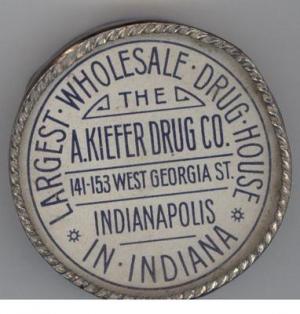 LARGEST·WHOLESALE·DRUG·HOUSE
THE
A. KIEFER DRUG CO.
141-153 WEST GEORGIA ST.
INDIANAPOLIS
IN·INDIANA